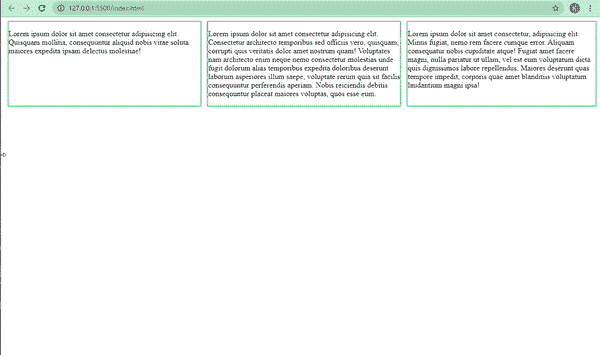 127.0.0.1:5500/index.html
Lorem ipsum dolor sit amet consectetur adipisicing elit.
Quisquam mollitia, consequuntur aliquid nobis vitae soluta
maiores expedita ipsam delectus molestiae!
Lorem ipsum dolor sit amet consectetur adipisicing elit.
Consectetur architecto temporibus sed officiis vero, quisquam,
corrupti quis veritatis dolor amet nostrum quam! Voluptates
nam architecto enim neque nemo consectetur molestias unde
fugit dolorum alias temporibus expedita doloribus deserunt
laborum asperiores illum saepe, voluptate rerum quia sit facilis
consequuntur perferendis aperiam. Nobis reiciendis debitis
consequuntur placeat maiores voluptas, quos esse eum.
Lorem ipsum dolor sit amet consectetur, adipisicing elit.
Minus fugiat, nemo rem facere cumque error. Aliquam
consequatur nobis cupiditate atque! Fugiat amet facere
magni, nulla pariatur ut ullam, vel est eum voluptatum dicta
quis dignissimos labore repellendus. Maiores deserunt quas
tempore impedit, corporis quae amet blanditiis voluptatum
laudantium magni ipsa!